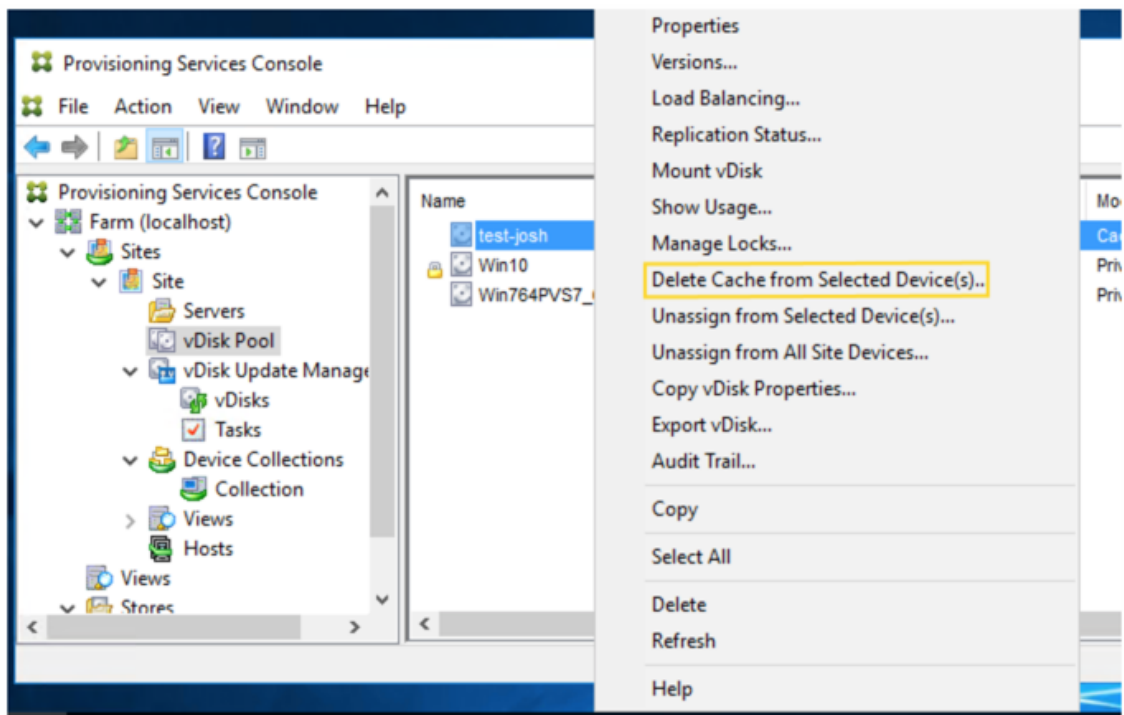 Provisioning Services Console
File Action View Window Help
Provisioning Services Console
Farm (localhost)
Sites
Site
Servers
vDisk Pool
vDisk Update Manage
vDisks
Tasks
Device Collections
Collection
Views
Hosts
Views
Stores
Name
test-josh
Win10
Win764PVS7_
Properties
Versions...
Load Balancing...
Replication Status...
Mount vDisk
Show Usage...
Manage Locks...
Delete Cache from Selected Device(s)..
Unassign from Selected Device(s)...
Unassign from All Site Devices...
Copy vDisk Properties...
Export vDisk...
Audit Trail...
Copy
Select All
Delete
Refresh
Help
Mo
Ca
Priv
Priv